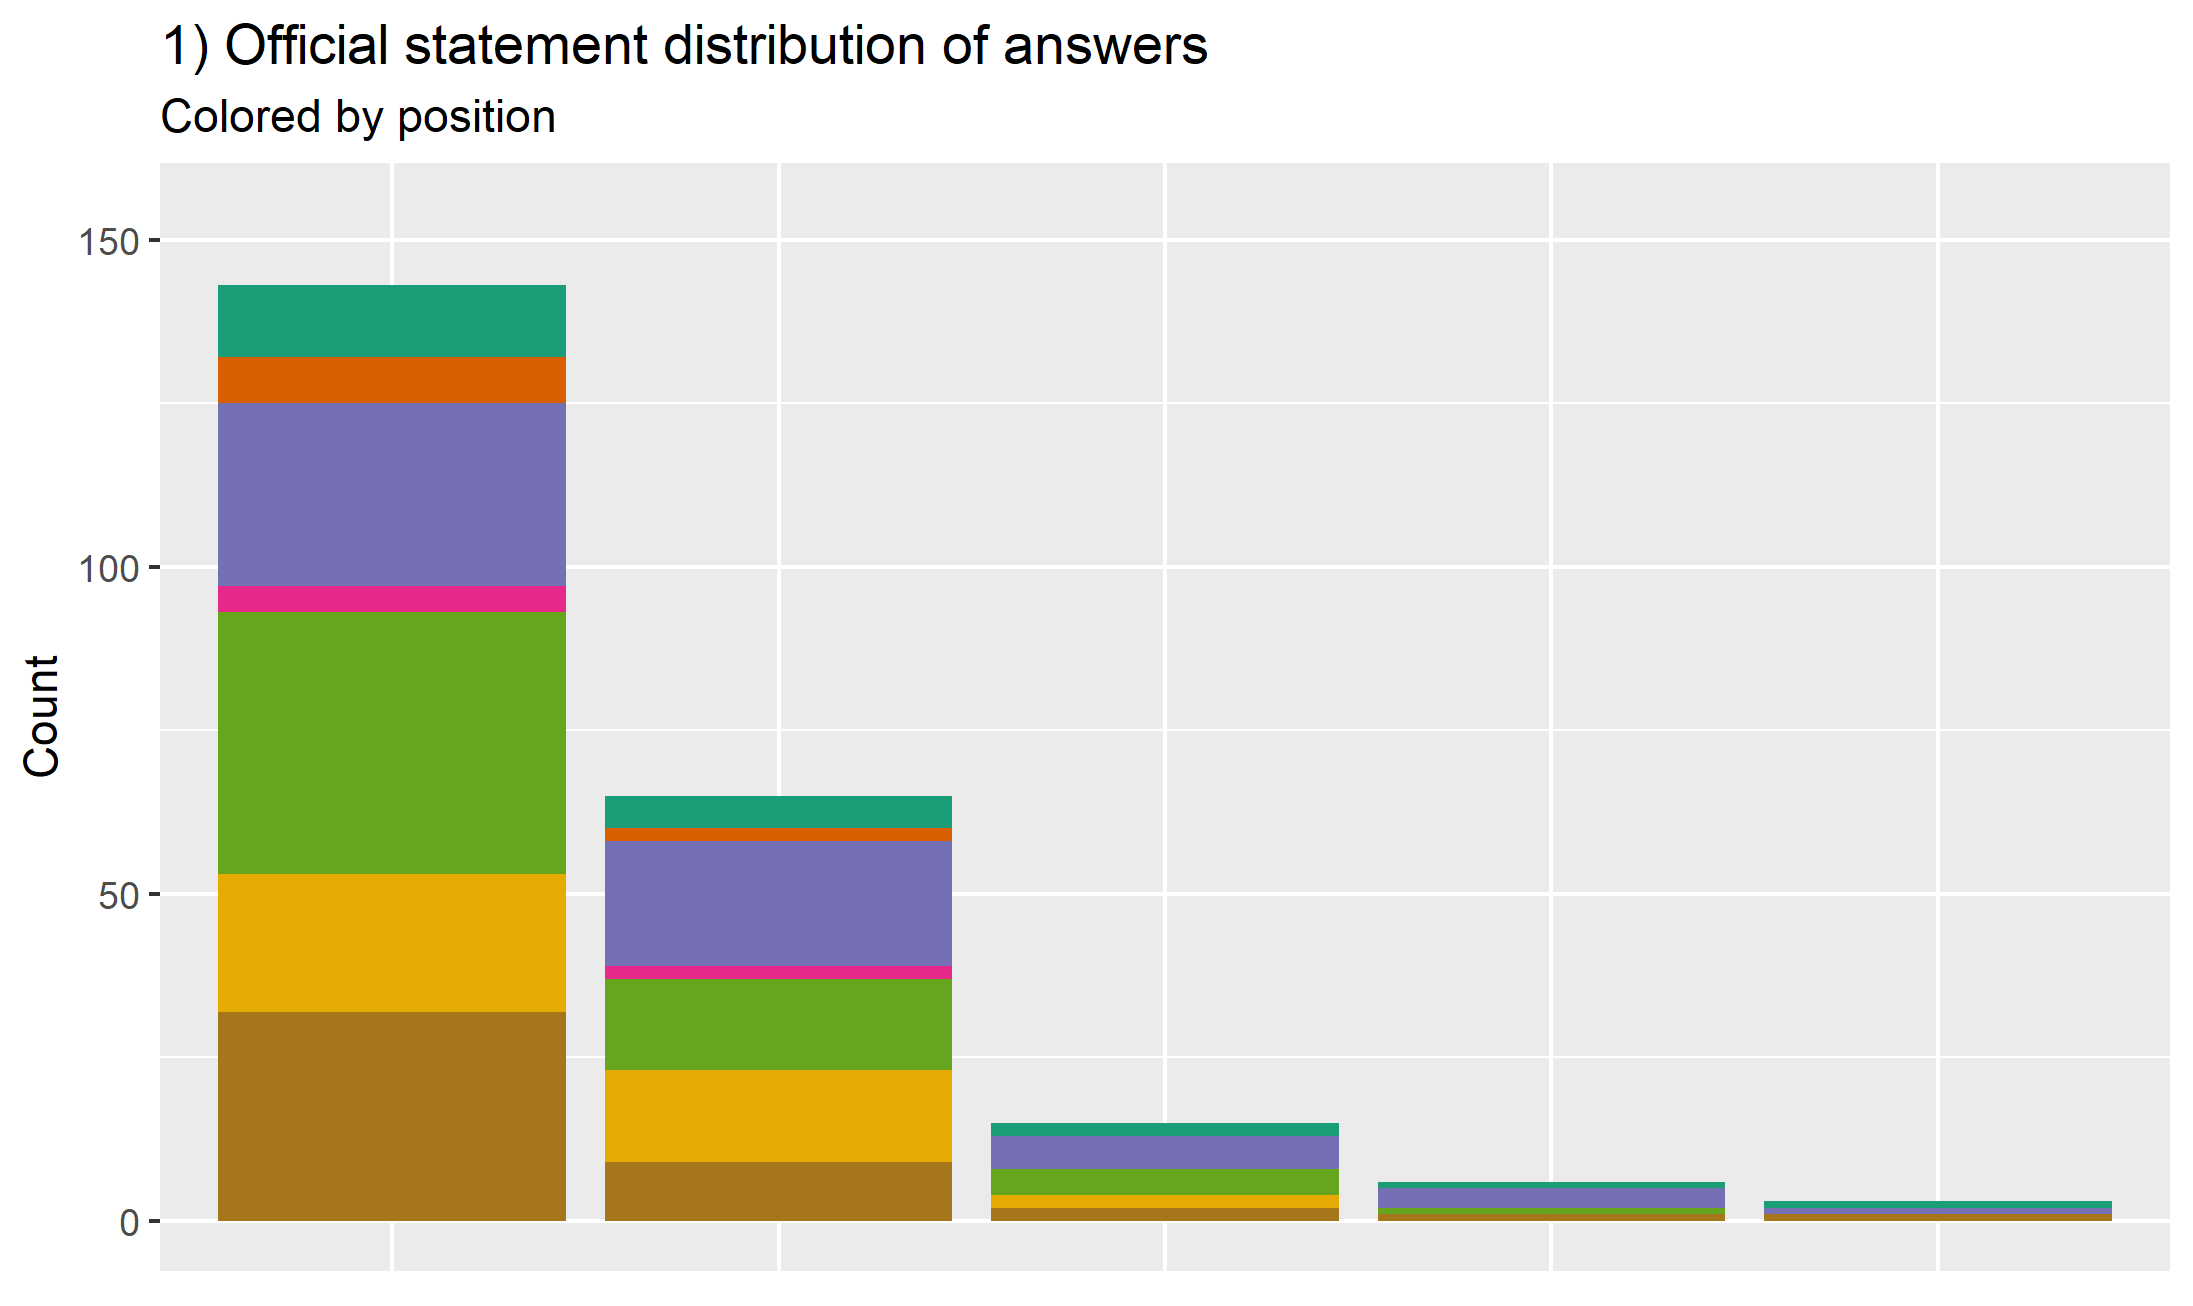 1) Official statement distribution of answers
Colored by position
150
100
50
0
Count